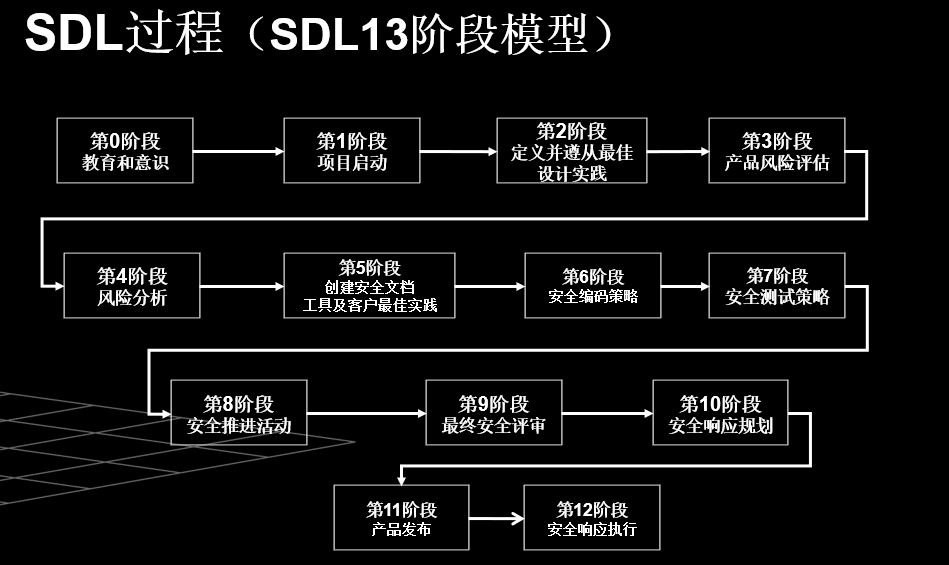 SDL过程（SDL13阶段模型）
第0阶段
教育和意识
第1阶段
项目启动
第2阶段
定义并遵从最佳
设计实践
第3阶段
产品风险评估
第4阶段
风险分析
第5阶段
创建安全文档
工具及客户最佳实践
第6阶段
安全编码策略
第7阶段
安全测试策略
第8阶段
安全推进活动
第9阶段
最终安全评审
第10阶段
安全响应规划
第11阶段
产品发布
第12阶段
安全响应执行